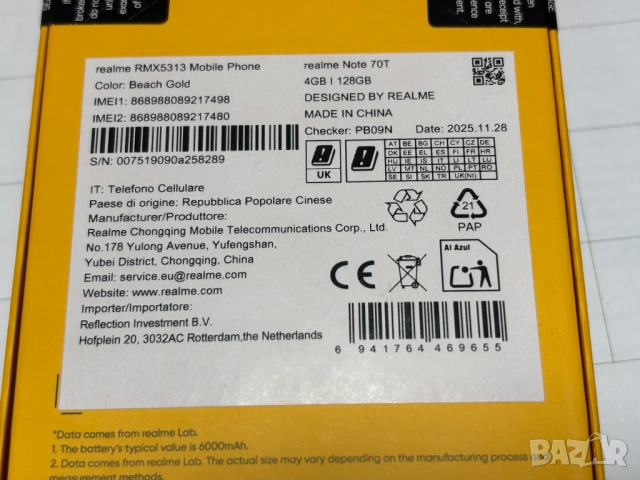 realme RMX5313 Mobile Phone
Color: Beach Gold
IMEI1: 868988089217498
IMEI2: 868988089217480
S/N: 007519090a258289
realme Note 70T
4GB | 128GB
DESIGNED BY REALME
MADE IN CHINA
Checker: PB09N Date: 2025.11.28
UK
AT BE BG CH CY CZ DE
DK EE EL ES FI FR HR
HU IE IS IT LI LT LU
LV MT NL NO PL PT RO
SE SI SK TR UK(NI)
IT: Telefono Cellulare
Paese di origine: Repubblica Popolare Cinese
Manufacturer/Produttore:
Realme Chongqing Mobile Telecommunications Corp., Ltd.
No.178 Yulong Avenue, Yufengshan,
Yubei District, Chongqing, China
Email: service.eu@realme.com
Website: www.realme.com
Importer/Importatore:
Reflection Investment B.V.
Hofplein 20, 3032AC Rotterdam,the Netherlands
21
PAP
CE
Al Azul
6 941764 469655
*Data comes from realme Lab.
1. The battery's typical value is 6000mAh.
2. Data comes from realme Lab. The actual size may vary depending on the manufacturing process and
measurement methods.
BAZAR